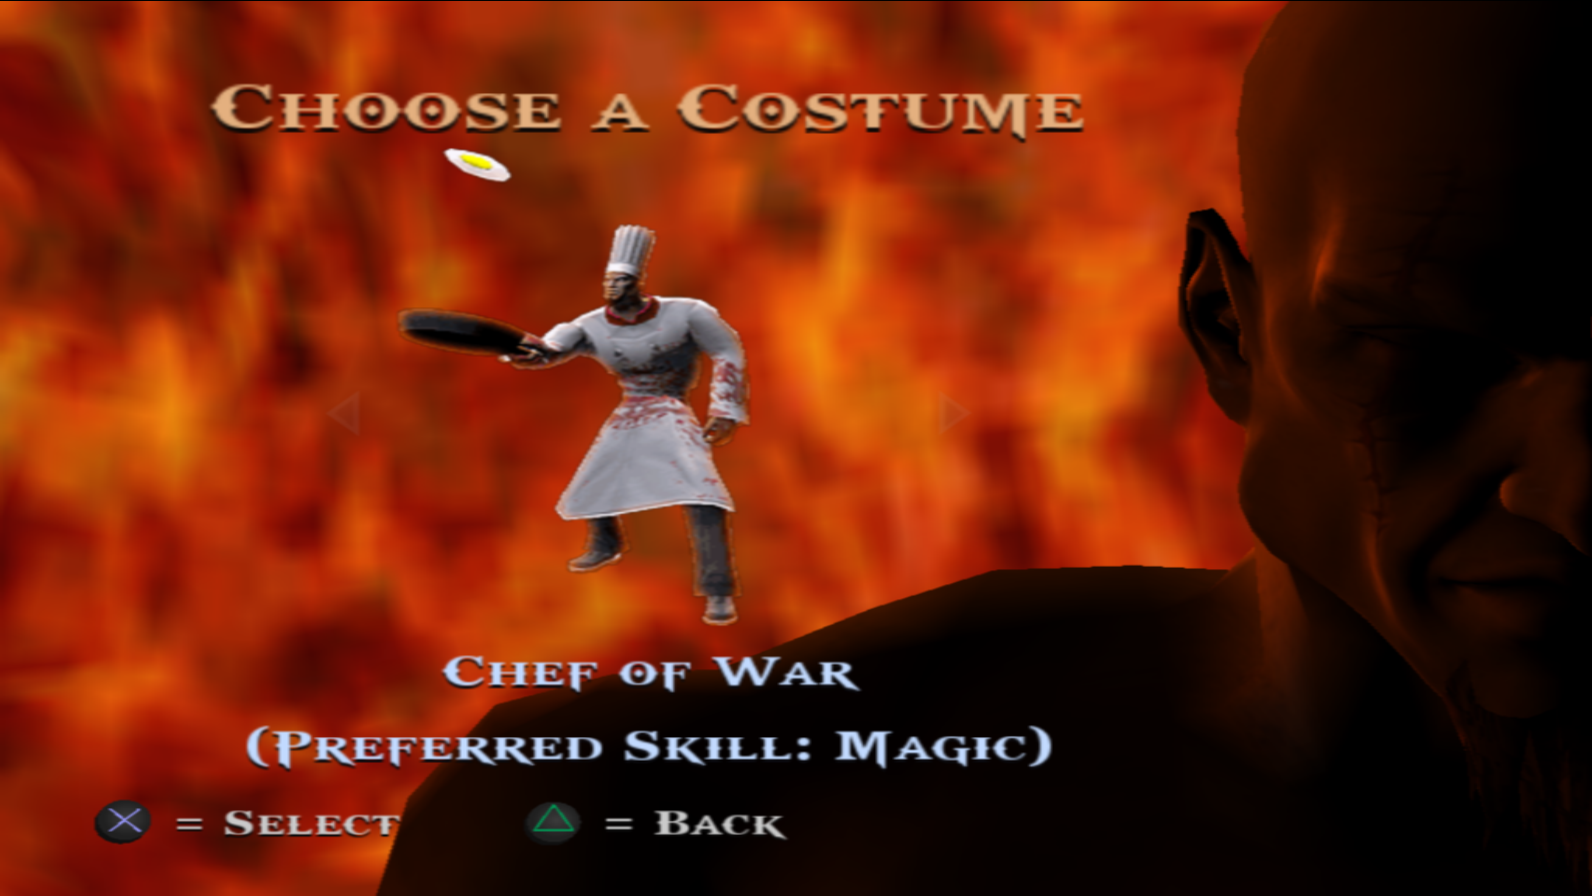 Choose a Costume
Chef of War
(Preferred Skill: Magic)
= Select
= Back